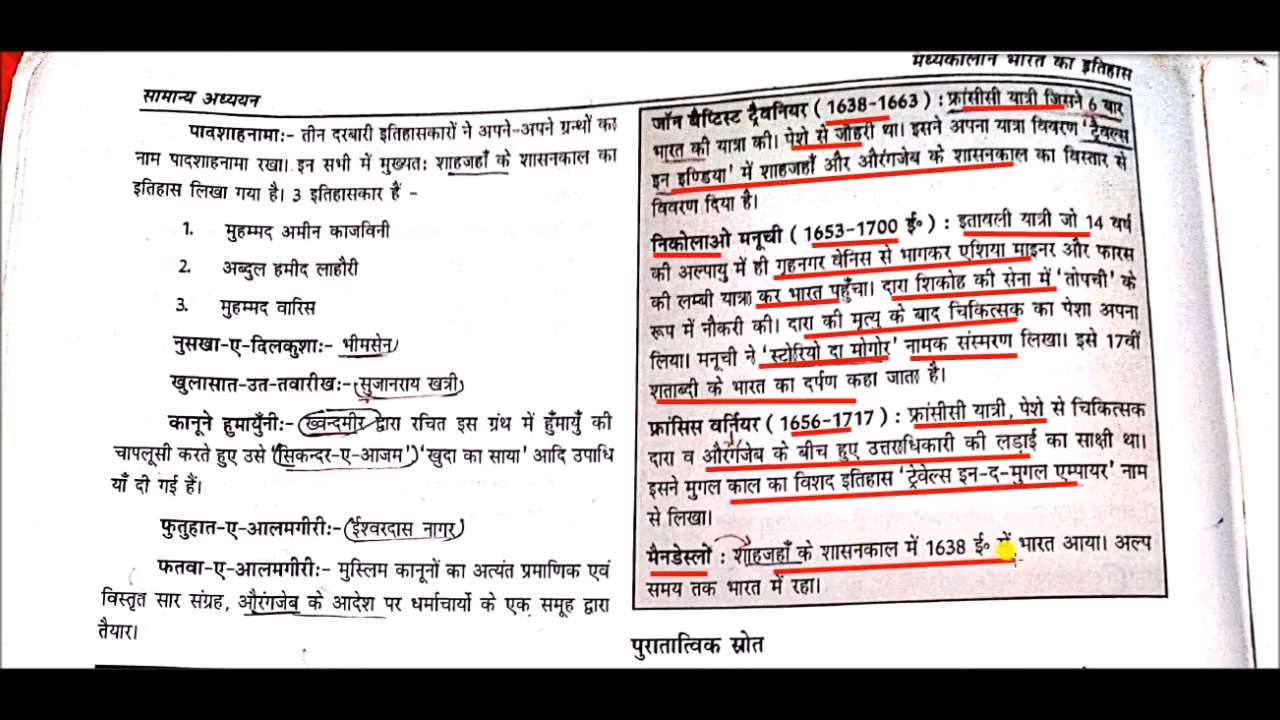 मध्यकालीन भारत का इतिहास
सामान्य अध्ययन
पादशाहनामा:- तीन दरबारी इतिहासकारों ने अपने-अपने ग्रन्थों का
नाम पादशाहनामा रखा। इन सभी में मुख्यतः शाहजहाँ के शासनकाल का
इतिहास लिखा गया है। 3 इतिहासकार हैं -
1. मुहम्मद अमीन काजविनी
2. अब्दुल हमीद लाहौरी
3. मुहम्मद वारिस
नुसखा-ए-दिलकुशा:- भीमसेन
खुलासात-उत-तवारीख:- सुजानराय खत्री
कानूने हुमायुँनी:- ख्वन्दमीर द्वारा रचित इस ग्रंथ में हुँमायुँ की
चापलूसी करते हुए उसे 'सिकन्दर-ए-आजम' 'खुदा का साया' आदि उपाधि
याँ दी गई हैं।
फुतुहात-ए-आलमगीरी:- ईश्वरदास नागर
फतवा-ए-आलमगीरी:- मुस्लिम कानूनों का अत्यंत प्रमाणिक एवं
विस्तृत सार संग्रह, औरंगजेब के आदेश पर धर्माचार्यो के एक समूह द्वारा
तैयार।
जॉन बैप्टिस्ट ट्रैवनियर (1638-1663) : फ्रांसीसी यात्री जिसने 6 बार
भारत की यात्रा की। पेशे से जौहरी था। इसने अपना यात्रा विवरण 'ट्रैवल्स
इन इण्डिया' में शाहजहाँ और औरंगजेब के शासनकाल का विस्तार से
विवरण दिया है।
निकोलाओ मनूची (1653-1700 ई॰) : इतावली यात्री जो 14 वर्ष
की अल्पायु में ही गृहनगर वेनिस से भागकर एशिया माइनर और फारस
की लम्बी यात्रा कर भारत पहुँचा। दारा शिकोह की सेना में 'तोपची' के
रूप में नौकरी की। दारा की मृत्यु के बाद चिकित्सक का पेशा अपना
लिया। मनूची ने 'स्टोरियो दा मोगोर' नामक संस्मरण लिखा। इसे 17वीं
शताब्दी के भारत का दर्पण कहा जाता है।
फ्रांसिस वर्नियर (1656-1717) : फ्रांसीसी यात्री, पेशे से चिकित्सक
दारा व औरंगजेब के बीच हुए उत्तराधिकारी की लड़ाई का साक्षी था।
इसने मुगल काल का विशद इतिहास 'ट्रेवेल्स इन-द-मुगल एम्पायर' नाम
से लिखा।
मैनडेस्लों : शाहजहाँ के शासनकाल में 1638 ई॰ में भारत आया। अल्प
समय तक भारत में रहा।
पुरातात्विक स्रोत